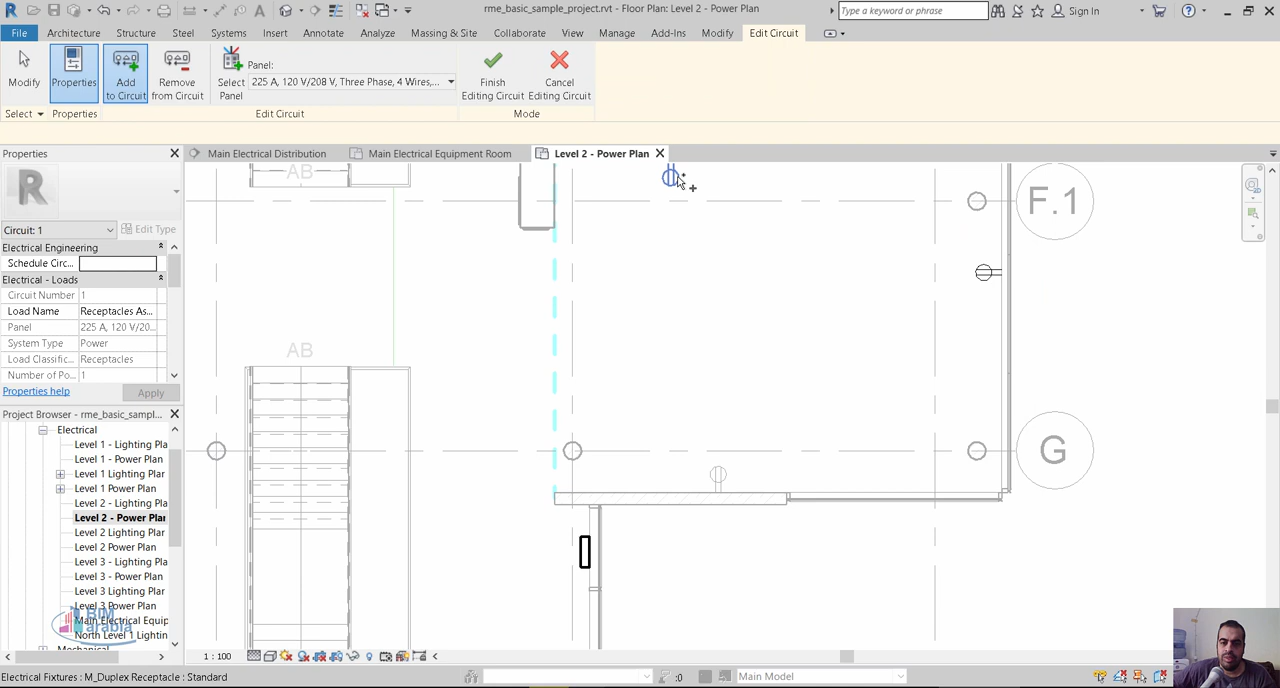 rme_basic_sample_project.rvt - Floor Plan: Level 2 - Power Plan
Type a keyword or phrase
Sign In
File Architecture Structure Steel Systems Insert Annotate Analyze Massing & Site Collaborate View Manage Add-Ins Modify Edit Circuit
Modify
Properties
Add to Circuit
Remove from Circuit
Select Panel
Panel:
225 A, 120 V/208 V, Three Phase, 4 Wires,...
Finish Editing Circuit
Cancel Editing Circuit
Select Properties Edit Circuit Mode
Properties
Main Electrical Distribution
Main Electrical Equipment Room
Level 2 - Power Plan
R
Circuit: 1
Edit Type
Electrical Engineering
Schedule Circ...
Electrical - Loads
Circuit Number 1
Load Name Receptacles As...
Panel 225 A, 120 V/20...
System Type Power
Load Classific... Receptacles
Number of Po... 1
Properties help
Apply
Project Browser - rme_basic_sampl...
Electrical
Level 1 - Lighting Pla
Level 1 - Power Plan
Level 1 Lighting Plan
Level 1 Power Plan
Level 2 - Lighting Pla
Level 2 - Power Plan
Level 2 Lighting Plan
Level 2 Power Plan
Level 3 - Lighting Pla
Level 3 - Power Plan
Level 3 Lighting Plan
Level 3 Power Plan
Main Electrical Equip
North Level 1 Lightin
Mechanical
BIM
arabia
AB
AB
F.1
G
1 : 100
Electrical Fixtures : M_Duplex Receptacle : Standard
:0
Main Model